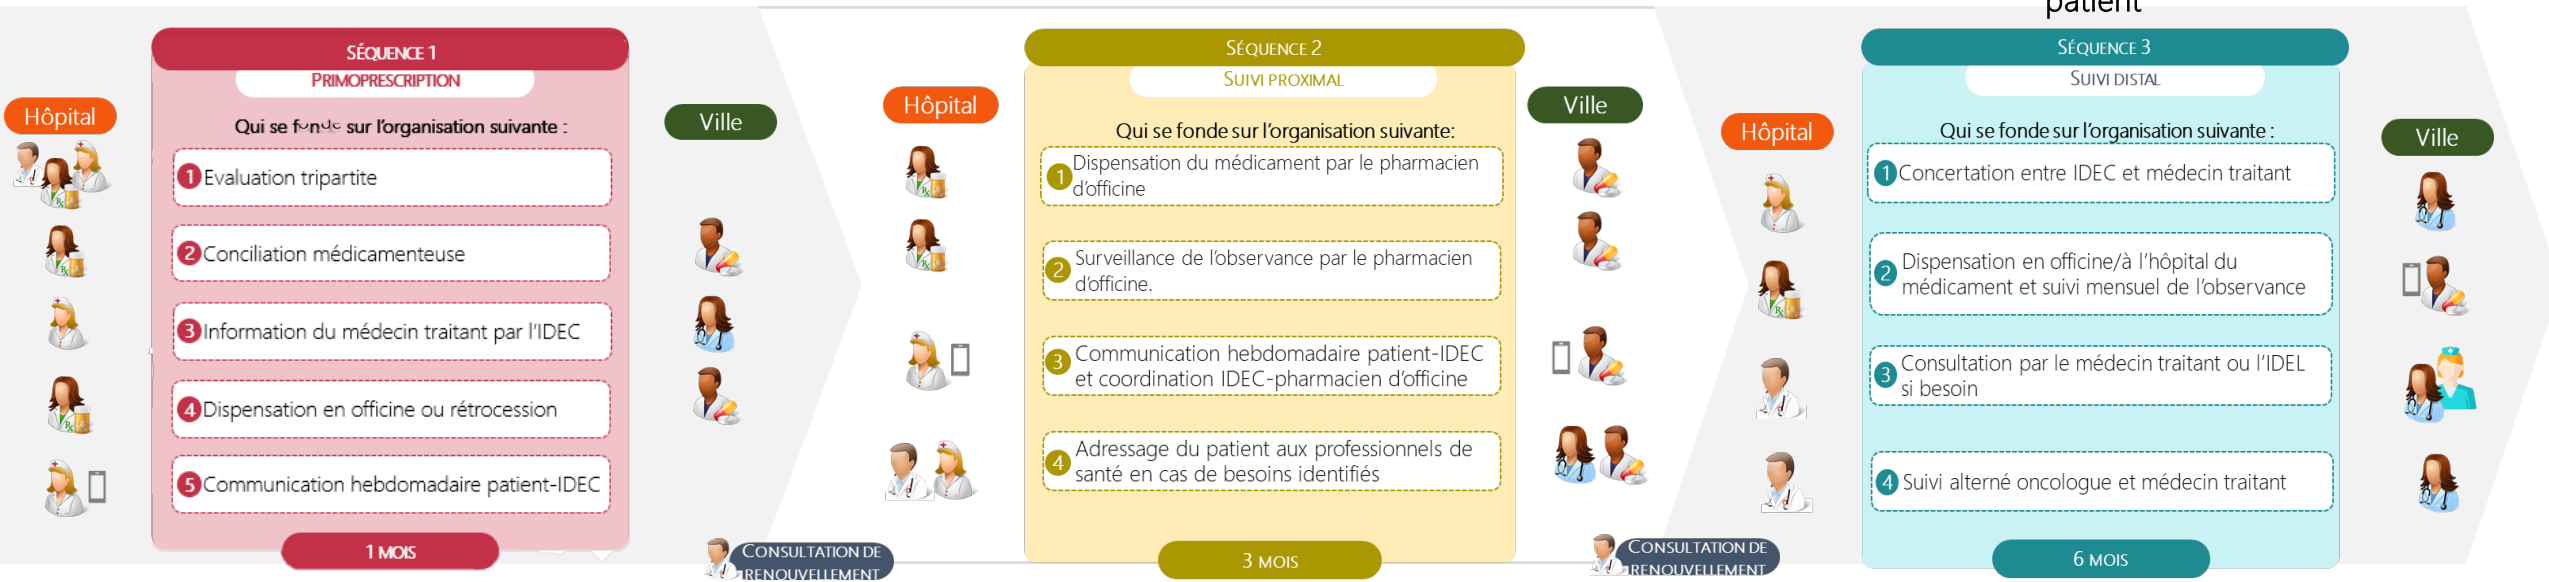 patient
SÉQUENCE 1
PRIMOPRESCRIPTION
Hôpital
Qui se fonde sur l'organisation suivante :
1 Evaluation tripartite
2 Conciliation médicamenteuse
3 Information du médecin traitant par l'IDEC
4 Dispensation en officine ou rétrocession
5 Communication hebdomadaire patient-IDEC
1 MOIS
Ville
CONSULTATION DE
RENOUVELLEMENT
SÉQUENCE 2
SUIVI PROXIMAL
Hôpital
Qui se fonde sur l'organisation suivante:
1 Dispensation du médicament par le pharmacien
d'officine
2 Surveillance de l'observance par le pharmacien
d'officine.
3 Communication hebdomadaire patient-IDEC
et coordination IDEC-pharmacien d'officine
4 Adressage du patient aux professionnels de
santé en cas de besoins identifiés
3 MOIS
Ville
CONSULTATION DE
RENOUVELLEMENT
SÉQUENCE 3
SUIVI DISTAL
Hôpital
Qui se fonde sur l'organisation suivante :
1 Concertation entre IDEC et médecin traitant
2 Dispensation en officine/à l'hôpital du
médicament et suivi mensuel de l'observance
3 Consultation par le médecin traitant ou l'IDEL
si besoin
4 Suivi alterné oncologue et médecin traitant
6 MOIS
Ville